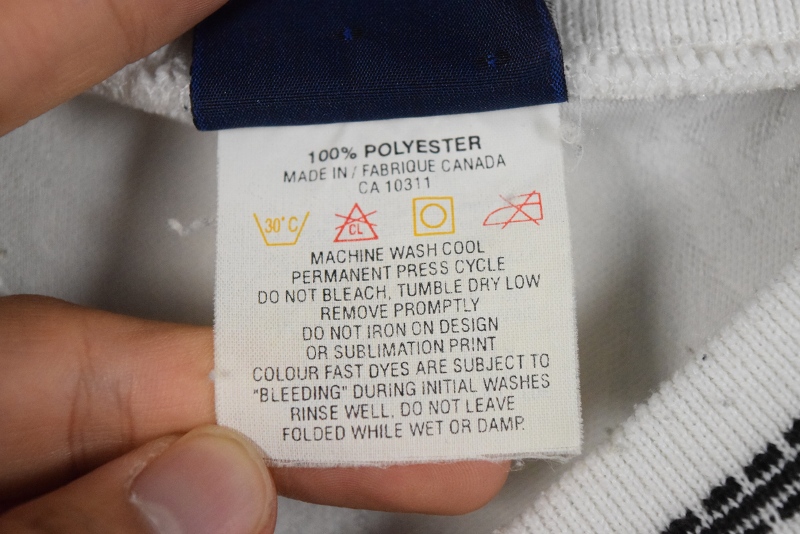 100% POLYESTER
MADE IN / FABRIQUE CANADA
CA 10311
30°C CL
MACHINE WASH COOL
PERMANENT PRESS CYCLE
DO NOT BLEACH, TUMBLE DRY LOW
REMOVE PROMPTLY
DO NOT IRON ON DESIGN
OR SUBLIMATION PRINT
COLOUR FAST DYES ARE SUBJECT TO
"BLEEDING" DURING INITIAL WASHES
RINSE WELL, DO NOT LEAVE
FOLDED WHILE WET OR DAMP.